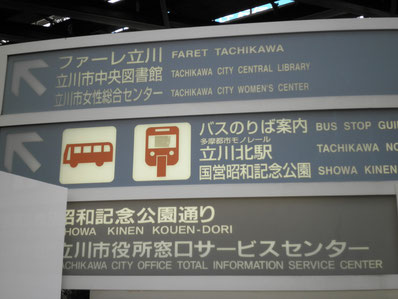 ファーレ立川 FARET TACHIKAWA
立川市中央図書館 TACHIKAWA CITY CENTRAL LIBRARY
立川市女性総合センター TACHIKAWA CITY WOMEN'S CENTER
バスのりば案内 BUS STOP GUI
多摩都市モノレール
立川北駅 TACHIKAWA NO
国営昭和記念公園 SHOWA KINEN
昭和記念公園通り
SHOWA KINEN KOUEN-DORI
立川市役所窓口サービスセンター
TACHIKAWA CITY OFFICE TOTAL INFORMATION SERVICE CENTER